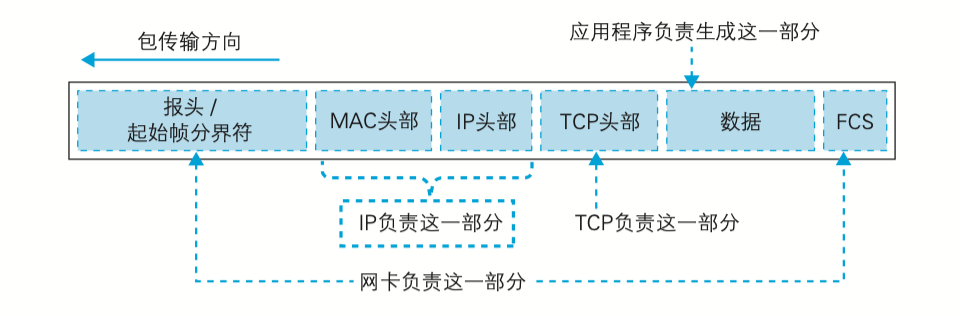 应用程序负责生成这一部分
包传输方向
报头 /
起始帧分界符
MAC头部
IP头部
TCP头部
数据
FCS
IP负责这一部分
TCP负责这一部分
网卡负责这一部分